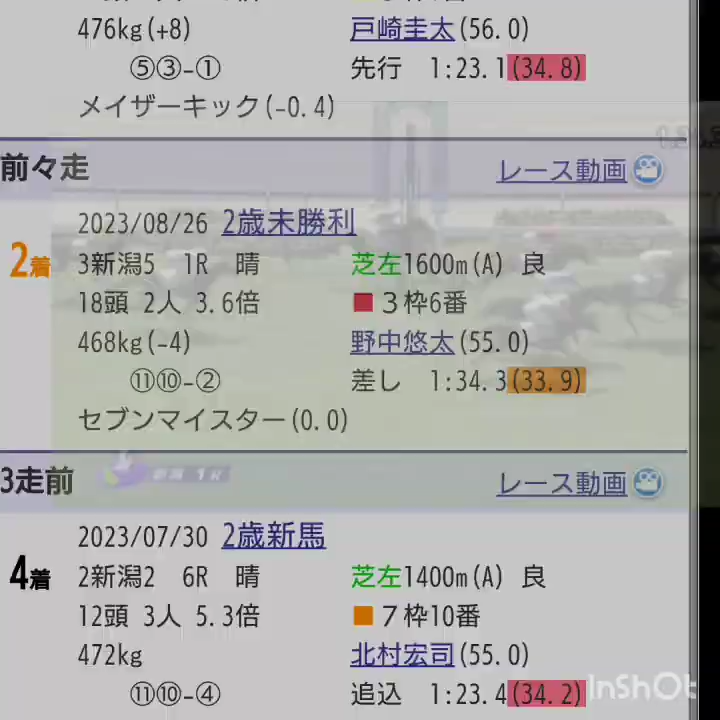 476kg(+8) 戸崎圭太(56.0)
⑤③-① 先行 1:23.1(34.8)
メイザーキック(-0.4)
前々走 レース動画
2023/08/26 2歳未勝利
2着 3新潟5 1R 晴 芝左1600m(A) 良
18頭 2人 3.6倍 3枠6番
468kg(-4) 野中悠太(55.0)
⑪⑩-② 差し 1:34.3(33.9)
セブンマイスター(0.0)
3走前 レース動画
2023/07/30 2歳新馬
4着 2新潟2 6R 晴 芝左1400m(A) 良
12頭 3人 5.3倍 7枠10番
472kg 北村宏司(55.0)
⑪⑩-④ 追込 1:23.4(34.2)
InShOt